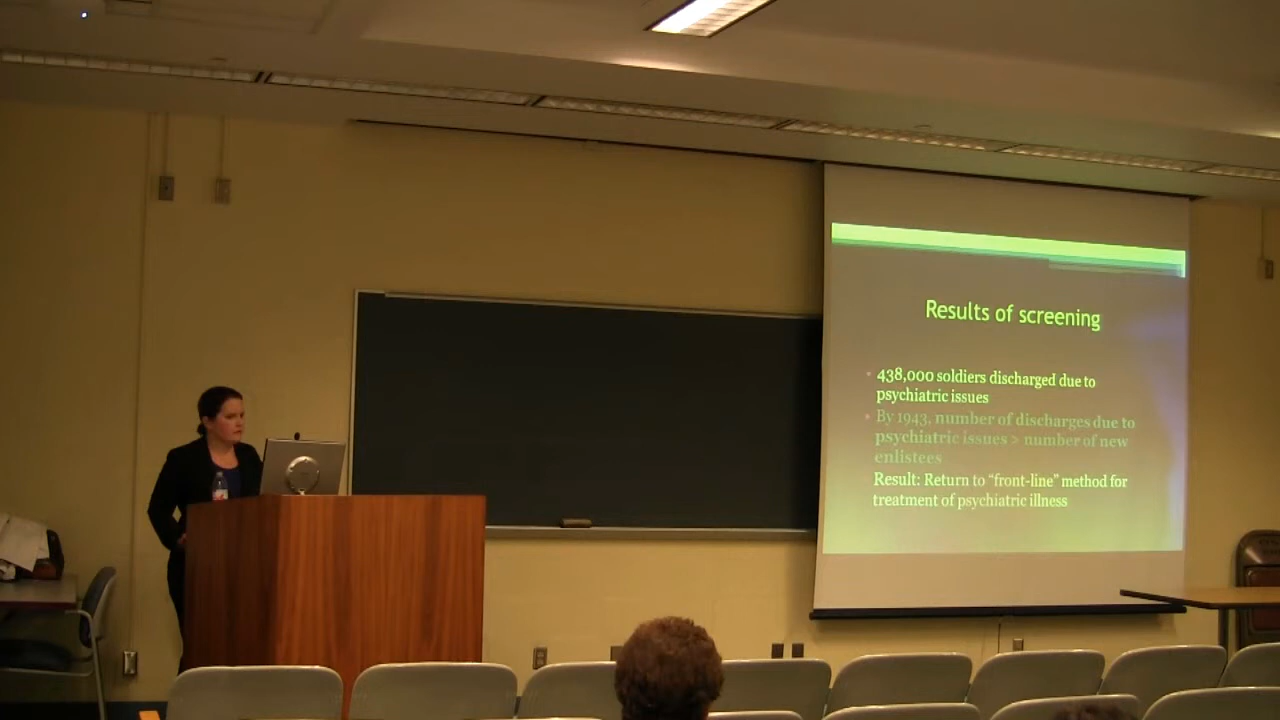 Results of screening
438,000 soldiers discharged due to
psychiatric issues
By 1943, number of discharges due to
psychiatric issues > number of new
enlistees
Result: Return to “front-line” method for
treatment of psychiatric illness